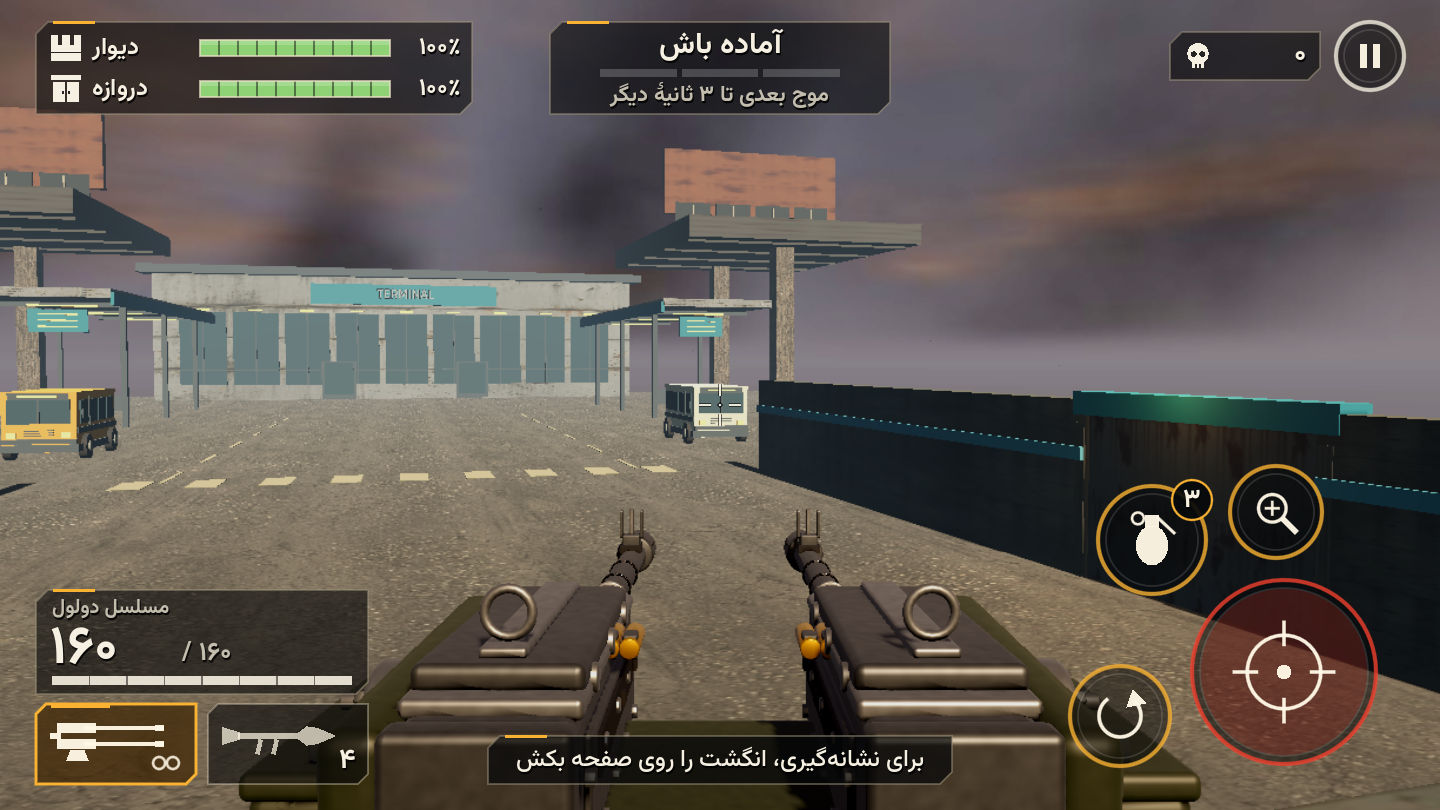 دیوار ۱۰۰٪
دروازه ۱۰۰٪
آماده باش
موج بعدی تا ۳ ثانیهٔ دیگر
۰
TERMINAL
۳
مسلسل دولول
۱۶۰ / ۱۶۰
∞
۴
برای نشانه‌گیری، انگشت را روی صفحه بکش